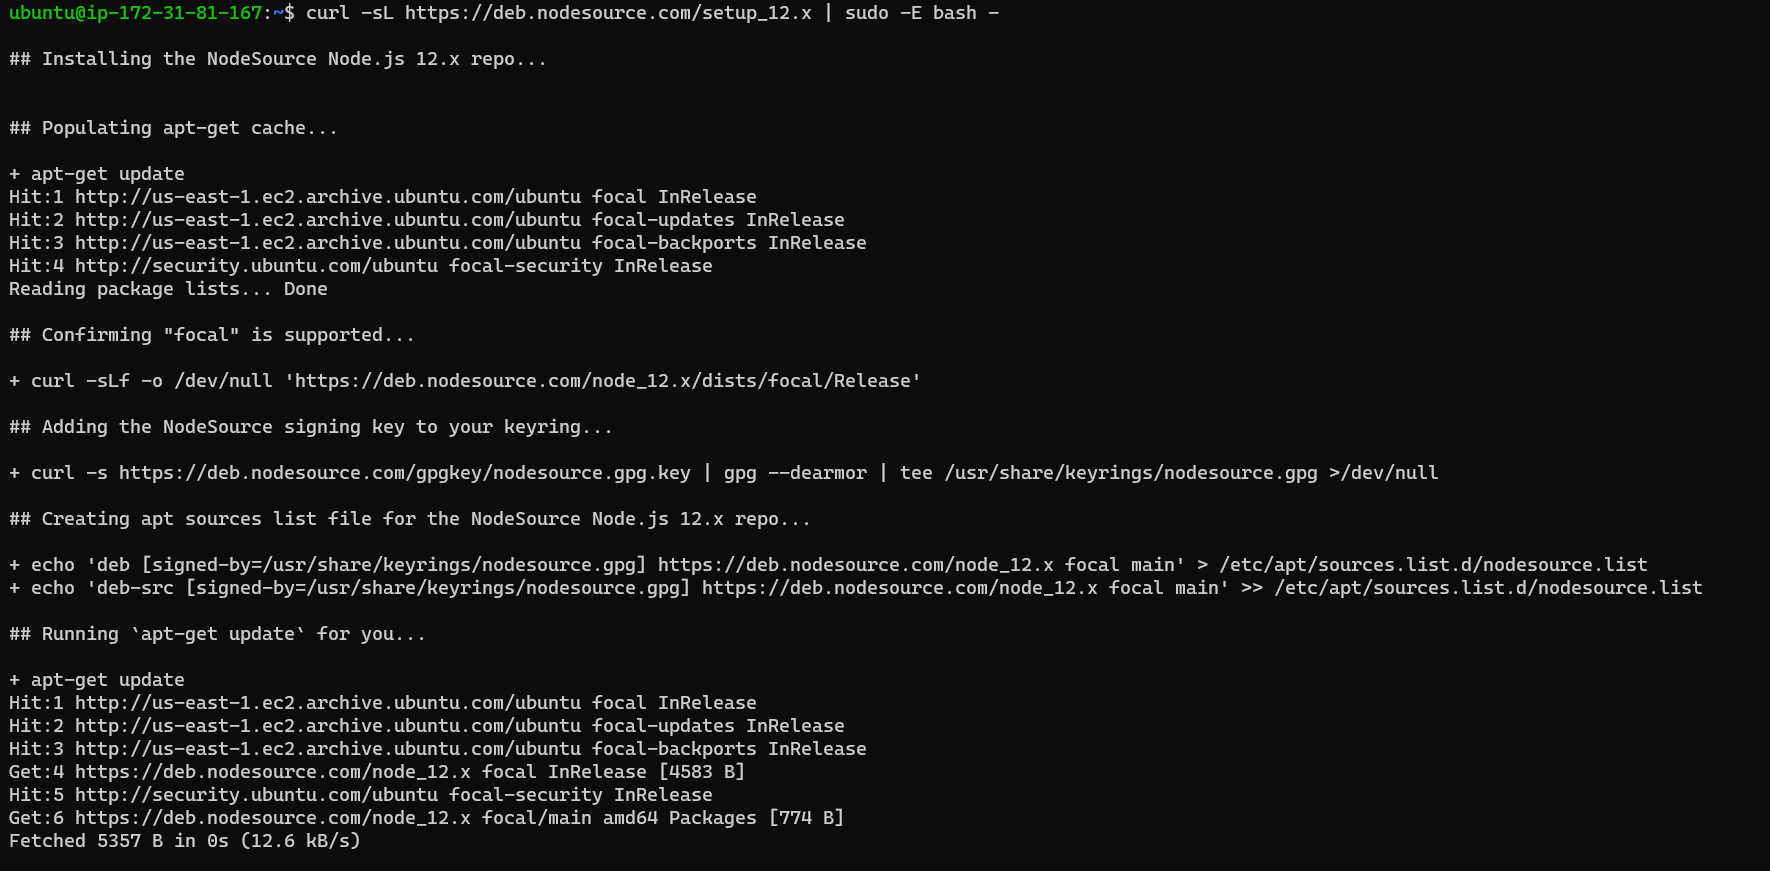 ubuntu@ip-172-31-81-167:~$ curl -sL https://deb.nodesource.com/setup_12.x | sudo -E bash -
## Installing the NodeSource Node.js 12.x repo...
## Populating apt-get cache...
+ apt-get update
Hit:1 http://us-east-1.ec2.archive.ubuntu.com/ubuntu focal InRelease
Hit:2 http://us-east-1.ec2.archive.ubuntu.com/ubuntu focal-updates InRelease
Hit:3 http://us-east-1.ec2.archive.ubuntu.com/ubuntu focal-backports InRelease
Hit:4 http://security.ubuntu.com/ubuntu focal-security InRelease
Reading package lists... Done
## Confirming "focal" is supported...
+ curl -sLf -o /dev/null 'https://deb.nodesource.com/node_12.x/dists/focal/Release'
## Adding the NodeSource signing key to your keyring...
+ curl -s https://deb.nodesource.com/gpgkey/nodesource.gpg.key | gpg --dearmor | tee /usr/share/keyrings/nodesource.gpg >/dev/null
## Creating apt sources list file for the NodeSource Node.js 12.x repo...
+ echo 'deb [signed-by=/usr/share/keyrings/nodesource.gpg] https://deb.nodesource.com/node_12.x focal main' > /etc/apt/sources.list.d/nodesource.list
+ echo 'deb-src [signed-by=/usr/share/keyrings/nodesource.gpg] https://deb.nodesource.com/node_12.x focal main' >> /etc/apt/sources.list.d/nodesource.list
## Running `apt-get update` for you...
+ apt-get update
Hit:1 http://us-east-1.ec2.archive.ubuntu.com/ubuntu focal InRelease
Hit:2 http://us-east-1.ec2.archive.ubuntu.com/ubuntu focal-updates InRelease
Hit:3 http://us-east-1.ec2.archive.ubuntu.com/ubuntu focal-backports InRelease
Get:4 https://deb.nodesource.com/node_12.x focal InRelease [4583 B]
Hit:5 http://security.ubuntu.com/ubuntu focal-security InRelease
Get:6 https://deb.nodesource.com/node_12.x focal/main amd64 Packages [774 B]
Fetched 5357 B in 0s (12.6 kB/s)